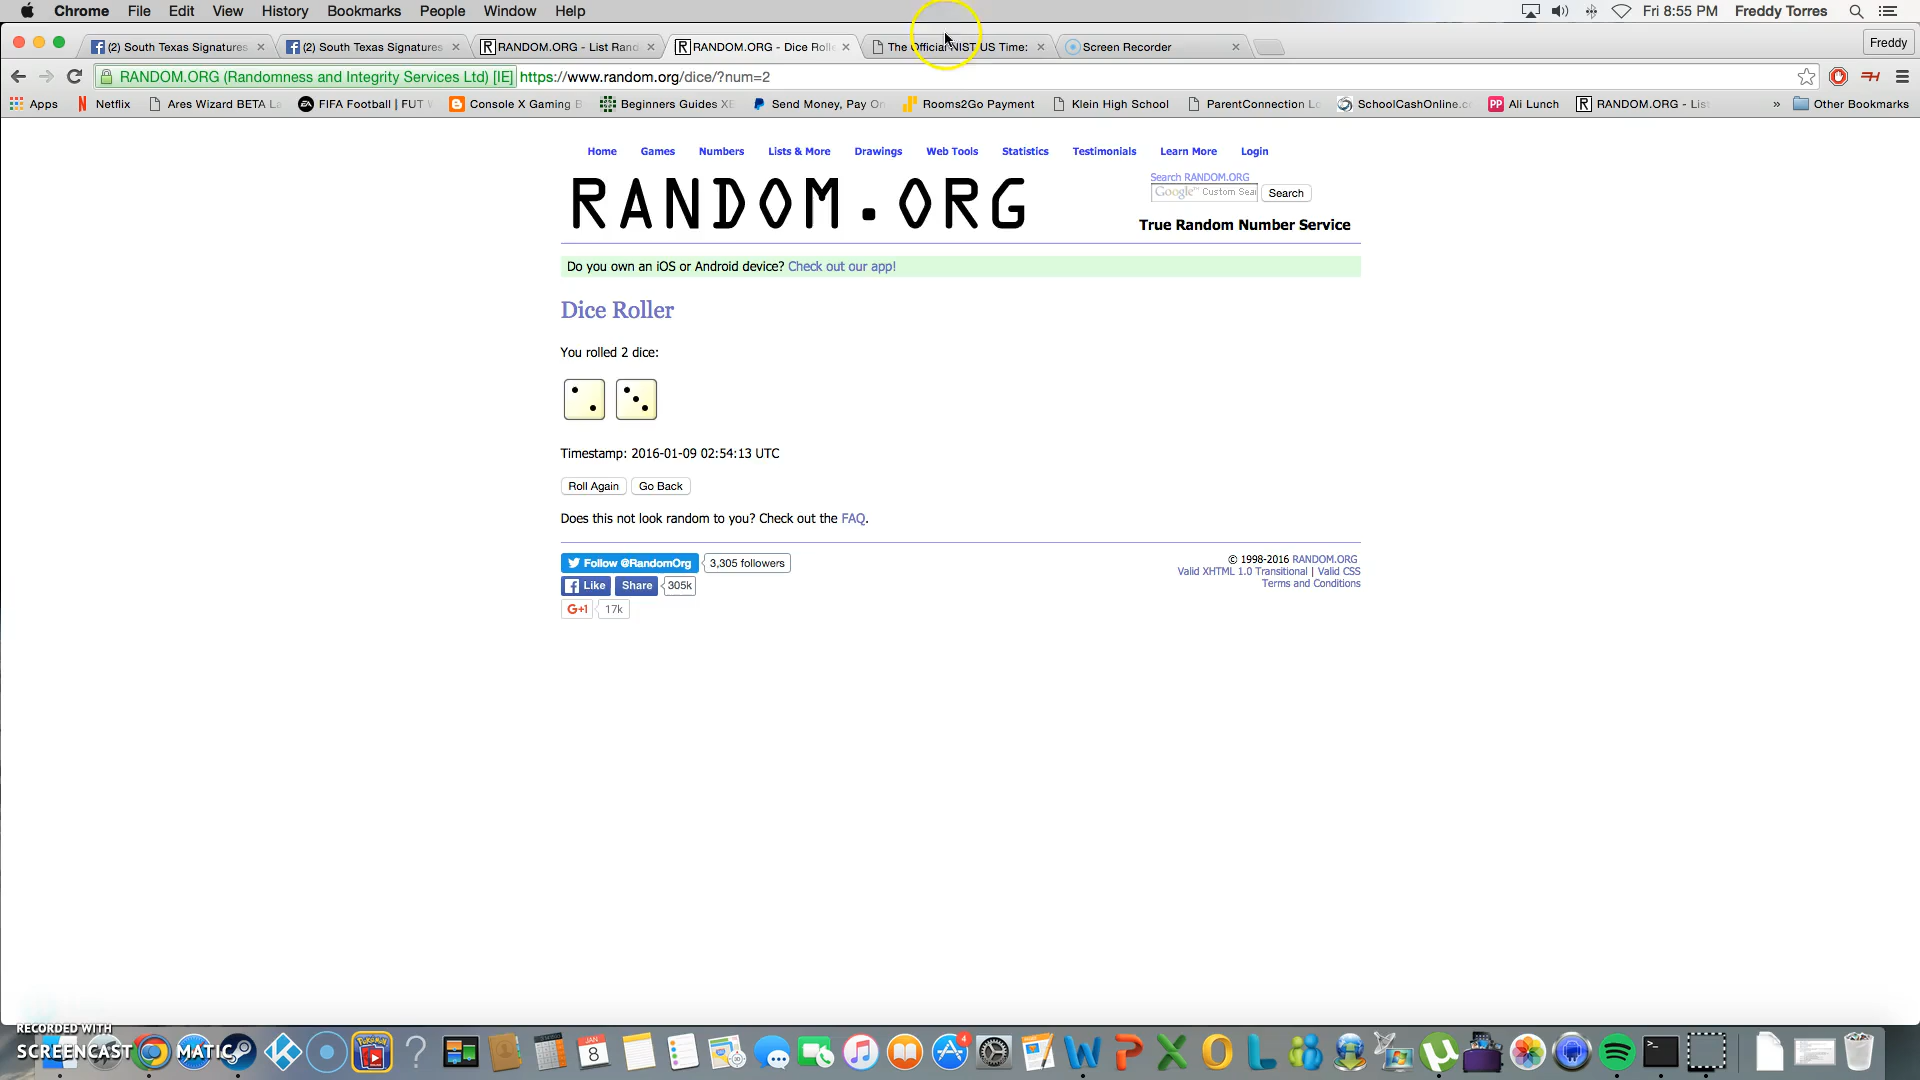 Chrome File Edit View History Bookmarks People Window Help Fri 8:55 PM Freddy Torres
(2) South Texas Signatures (2) South Texas Signatures RANDOM.ORG - List Rand RANDOM.ORG - Dice Roll The Official NIST US Time: Screen Recorder Freddy
RANDOM.ORG (Randomness and Integrity Services Ltd) [IE] https://www.random.org/dice/?num=2
Apps Netflix Ares Wizard BETA FIFA Football | FUT Console X Gaming Beginners Guides Send Money, Pay Rooms2Go Payment Klein High School ParentConnection SchoolCashOnline.c Ali Lunch RANDOM.ORG - Lis » Other Bookmarks
Home Games Numbers Lists & More Drawings Web Tools Statistics Testimonials Learn More Login
RANDOM.ORG
Search RANDOM.ORG
Google™ Custom Sear Search
True Random Number Service
Do you own an iOS or Android device? Check out our app!
Dice Roller
You rolled 2 dice:
Timestamp: 2016-01-09 02:54:13 UTC
Roll Again Go Back
Does this not look random to you? Check out the FAQ.
Follow @RandomOrg 3,305 followers
Like Share 305k
G+1 17k
© 1998-2016 RANDOM.ORG
Valid XHTML 1.0 Transitional | Valid CSS
Terms and Conditions
RECORDED WITH
SCREENCAST MATIC
JAN
8
4